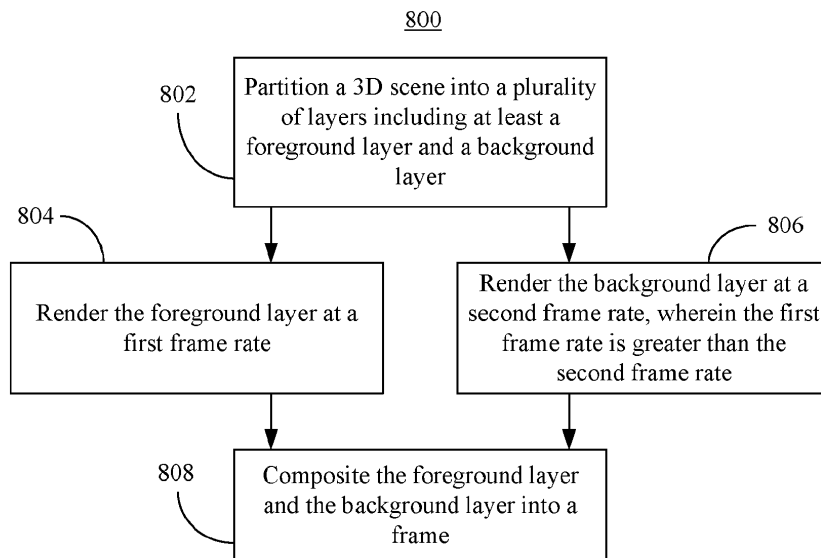 800
802
Partition a 3D scene into a plurality
of layers including at least a
foreground layer and a background
layer
804
Render the foreground layer at a
first frame rate
806
Render the background layer at a
second frame rate, wherein the first
frame rate is greater than the
second frame rate
808
Composite the foreground layer
and the background layer into a
frame